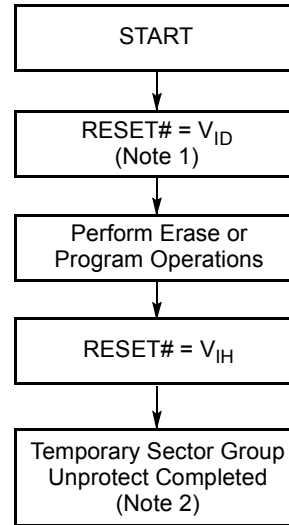 START
RESET# = VID
(Note 1)
Perform Erase or
Program Operations
RESET# = VIH
Temporary Sector Group
Unprotect Completed
(Note 2)